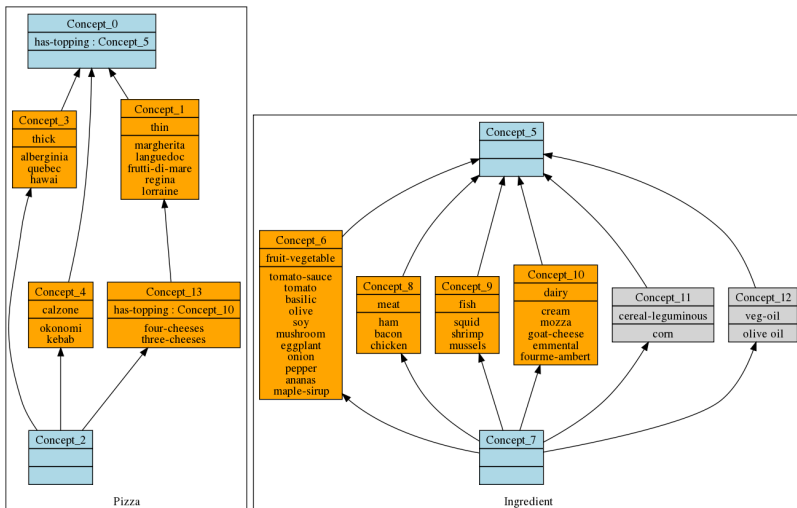 Concept_0
has-topping : Concept_5
Concept_3
thick
alberginia
quebec
hawai
Concept_1
thin
margherita
languedoc
frutti-di-mare
regina
lorraine
Concept_4
calzone
okonomi
kebab
Concept_13
has-topping : Concept_10
four-cheeses
three-cheeses
Concept_2
Pizza
Concept_5
Concept_6
fruit-vegetable
tomato-sauce
tomato
basilic
olive
soy
mushroom
eggplant
onion
pepper
ananas
maple-sirup
Concept_8
meat
ham
bacon
chicken
Concept_9
fish
squid
shrimp
mussels
Concept_10
dairy
cream
mozza
goat-cheese
emmental
fourme-ambert
Concept_11
cereal-leguminous
corn
Concept_12
veg-oil
olive oil
Concept_7
Ingredient